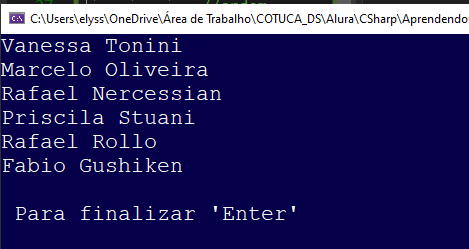 C:\Users\elyss\OneDrive\Área de Trabalho\COTUCA_DS\Alura\CSharp\Aprendendo
Vanessa Tonini
Marcelo Oliveira
Rafael Nercessian
Priscila Stuani
Rafael Rollo
Fabio Gushiken
Para finalizar 'Enter'